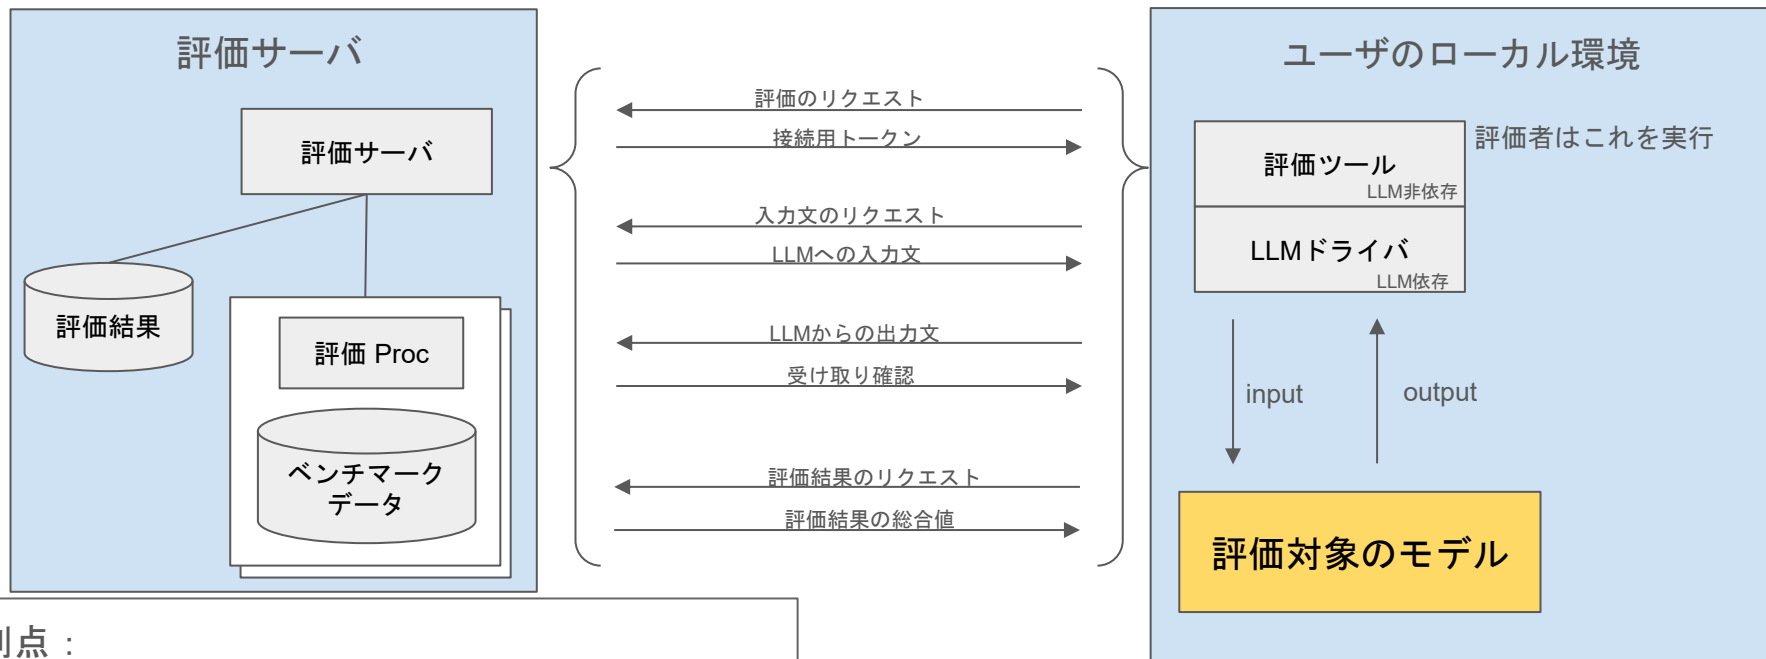 評価サーバ
評価サーバ
評価結果
評価 Proc
ベンチマーク
データ
評価のリクエスト
接続用トークン
入力文のリクエスト
LLMへの入力文
LLMからの出力文
受け取り確認
評価結果のリクエスト
評価結果の総合値
ユーザのローカル環境
評価ツール
LLM非依存
評価者はこれを実行
LLMドライバ
LLM依存
input
output
評価対象のモデル
利点：